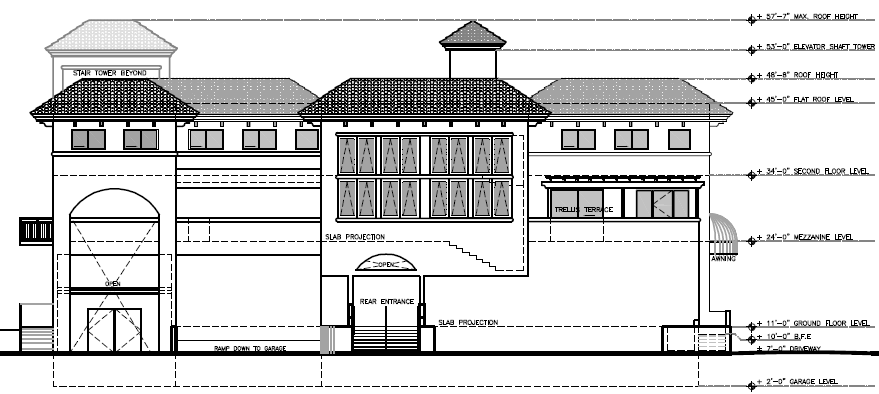 + 57'-7" MAX. ROOF HEIGHT
+ 53'-0" ELEVATOR SHAFT TOWER
STAIR TOWER BEYOND
+ 48'-8" ROOF HEIGHT
+ 45'-0" FLAT ROOF LEVEL
+ 34'-0" SECOND FLOOR LEVEL
TRELLIS TERRACE
SLAB PROJECTION
+ 24'-0" MEZZANINE LEVEL
AWNING
OPEN
OPEN
REAR ENTRANCE
SLAB PROJECTION
+ 11'-0" GROUND FLOOR LEVEL
+ 10'-0" B.F.E
RAMP DOWN TO GARAGE
+ 7'-0" DRIVEWAY
+ 2'-0" GARAGE LEVEL